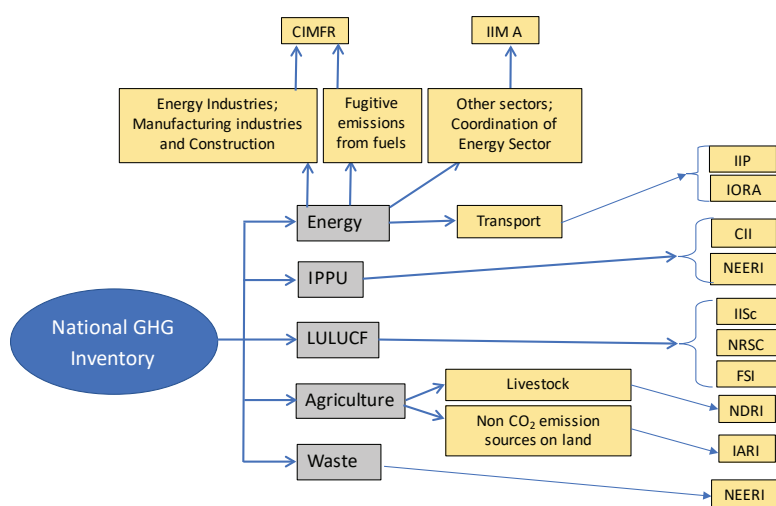 CIMFR
IIM A
Energy Industries;
Manufacturing industries
and Construction
Fugitive
emissions
from fuels
Other sectors;
Coordination of
Energy Sector
IIP
IORA
Energy
Transport
CII
IPPU
NEERI
National GHG
Inventory
LULUCF
IISc
NRSC
FSI
Agriculture
Livestock
NDRI
Non CO₂ emission
sources on land
IARI
Waste
NEERI